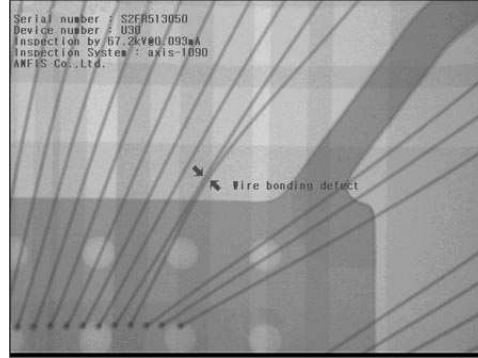 Serial number : S2FR513050
Device number : U30
Inspection by 67.2kV@0.093mA
Inspection System : axis-1090
AMFIS Co.,Ltd.
Wire bonding defect